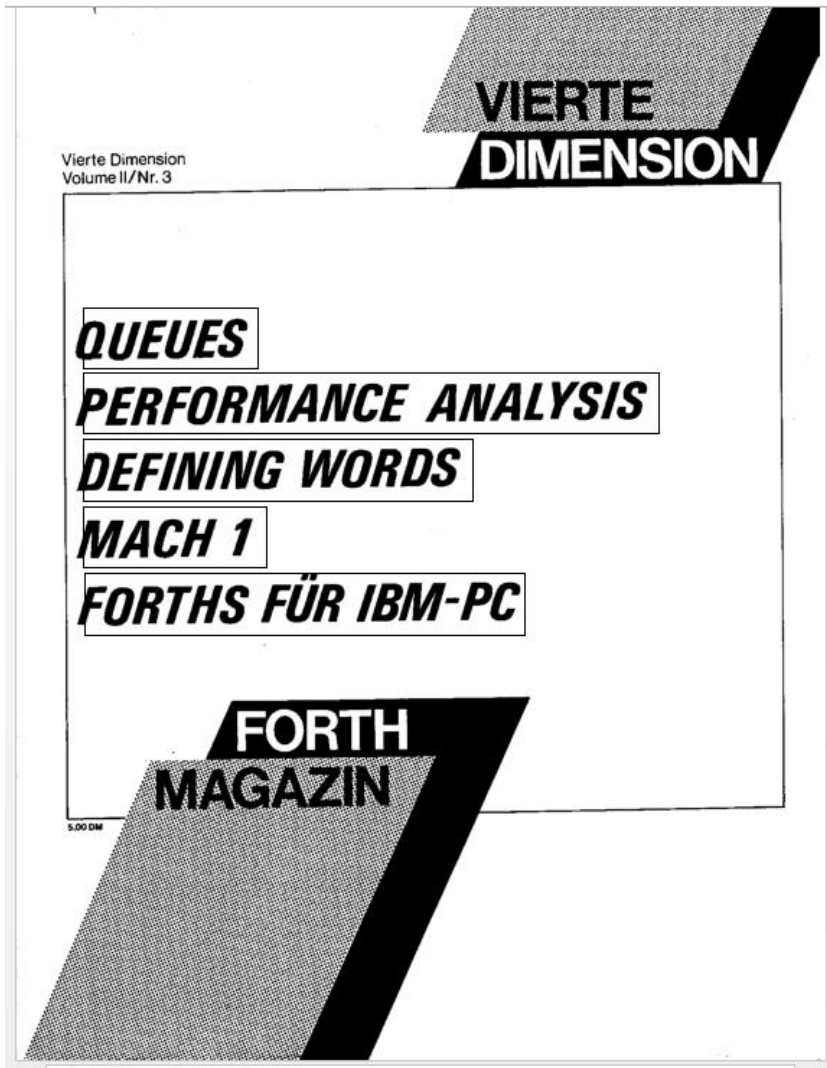 VIERTE
DIMENSION
Vierte Dimension
Volume II/Nr. 3
QUEUES
PERFORMANCE ANALYSIS
DEFINING WORDS
MACH 1
FORTHS FÜR IBM-PC
FORTH
MAGAZIN
5.00 DM